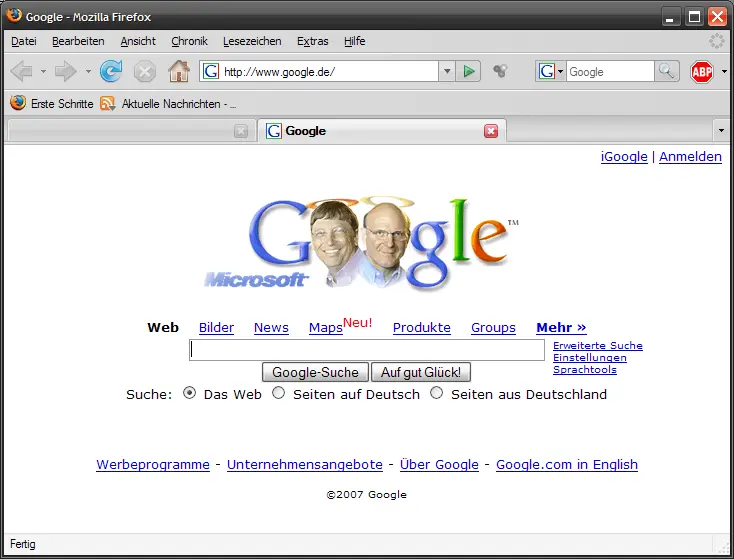 Google - Mozilla Firefox
Datei Bearbeiten Ansicht Chronik Lesezeichen Extras Hilfe
G http://www.google.de/ G Google ABP
Erste Schritte Aktuelle Nachrichten - ...
G Google
iGoogle | Anmelden
Google™
Microsoft
Web Bilder News Maps Neu! Produkte Groups Mehr »
Erweiterte Suche
Einstellungen
Sprachtools
Google-Suche Auf gut Glück!
Suche: Das Web Seiten auf Deutsch Seiten aus Deutschland
Werbeprogramme - Unternehmensangebote - Über Google - Google.com in English
©2007 Google
Fertig